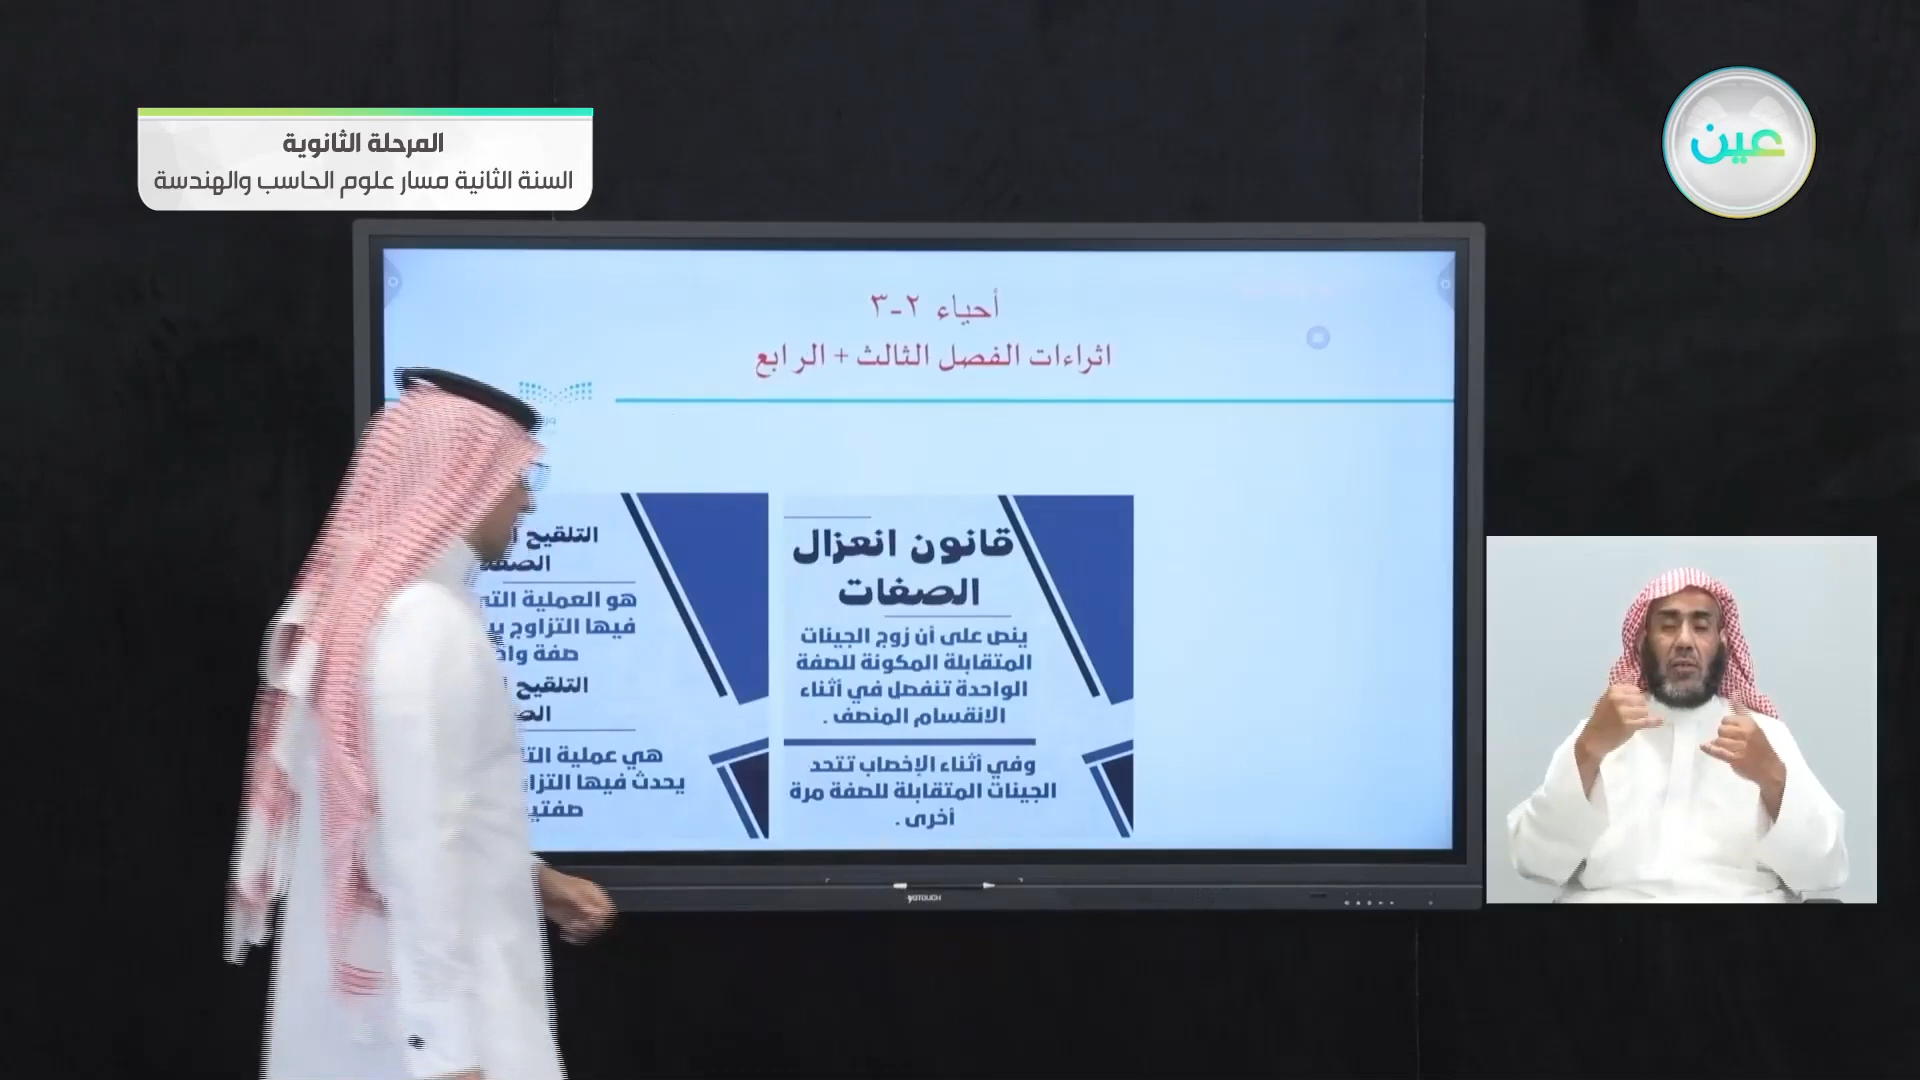 المرحلة الثانوية
السنة الثانية مسار علوم الحاسب والهندسة
عين
أحياء ٢-٣
اثراءات الفصل الثالث + الرابع
قانون انعزال
الصفات
ينص على أن زوج الجينات
المتقابلة المكونة للصفة
الواحدة تنفصل في أثناء
الانقسام المنصف .
وفي أثناء الإخصاب تتحد
الجينات المتقابلة للصفة مرة
أخرى .
التلقيح
هو العملية
فيها التزاوج
صفة
التلقيح
هي عملية
يحدث فيها